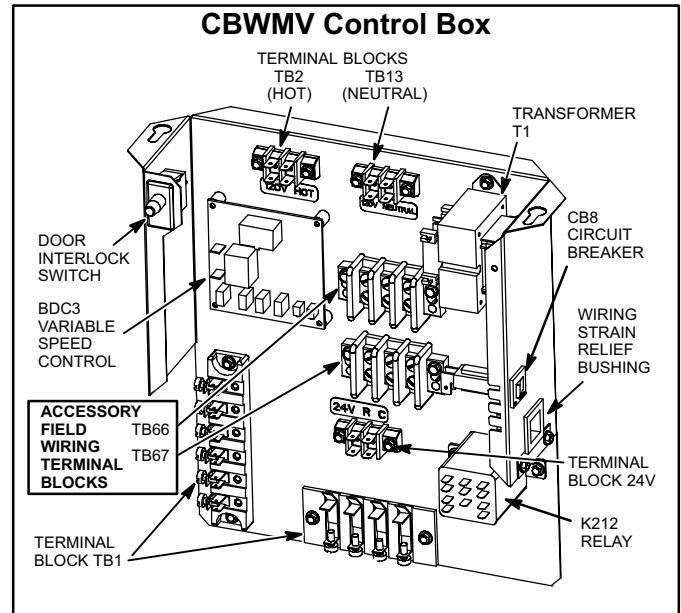 CBWMV Control Box
TERMINAL BLOCKS
TB2
(HOT)
TB13
(NEUTRAL)
TRANSFORMER
T1
120V HOT
120V NEUTRAL
CB8
CIRCUIT
BREAKER
DOOR
INTERLOCK
SWITCH
BDC3
VARIABLE
SPEED
CONTROL
WIRING
STRAIN
RELIEF
BUSHING
ACCESSORY
FIELD
WIRING
TERMINAL
BLOCKS
TB66
TB67
24V R C
TERMINAL
BLOCK 24V
K212
RELAY
TERMINAL
BLOCK TB1